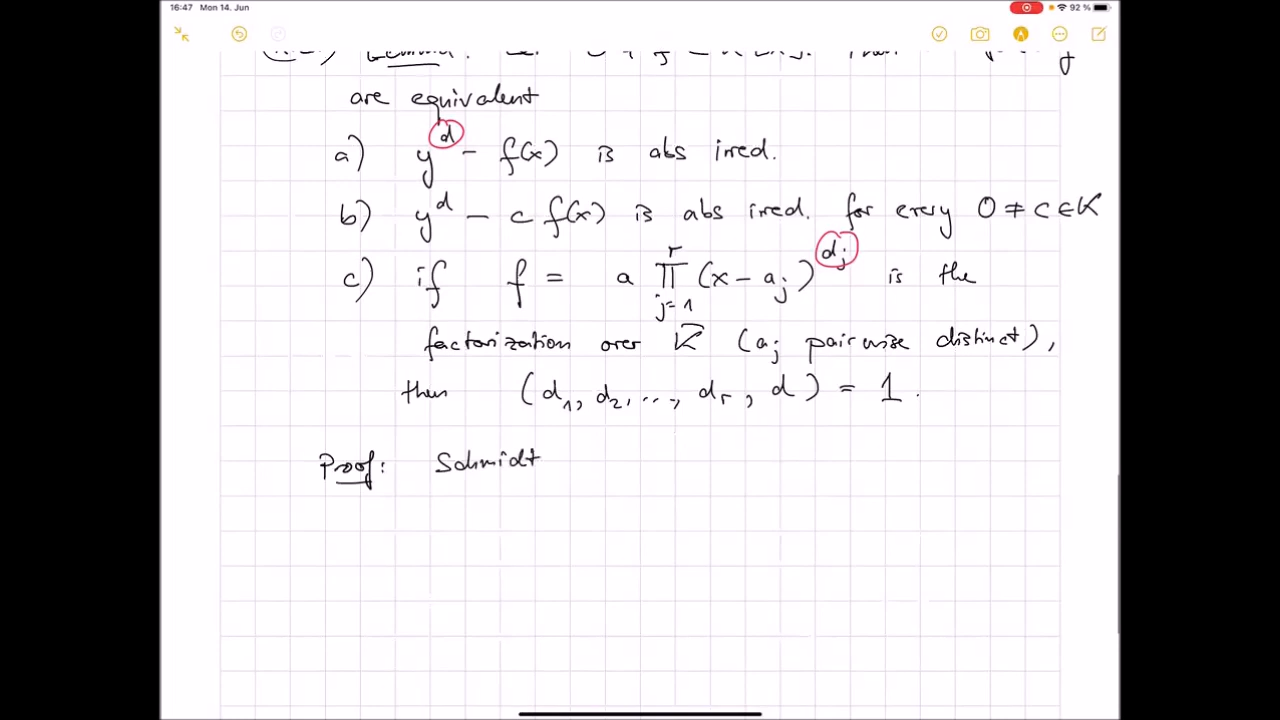 16:47 Mon 14. Jun 92 %
are equivalent
a) y^d - f(x) is abs irred.
b) y^d - c f(x) is abs irred. for every 0 ≠ c ∈ K
c) if f = a ∏_{j=1}^{r} (x - a_j)^{d_j} is the
factorization over K̄ (a_j pairwise distinct),
then (d_1, d_2, ..., d_r, d) = 1.
Proof: Schmidt